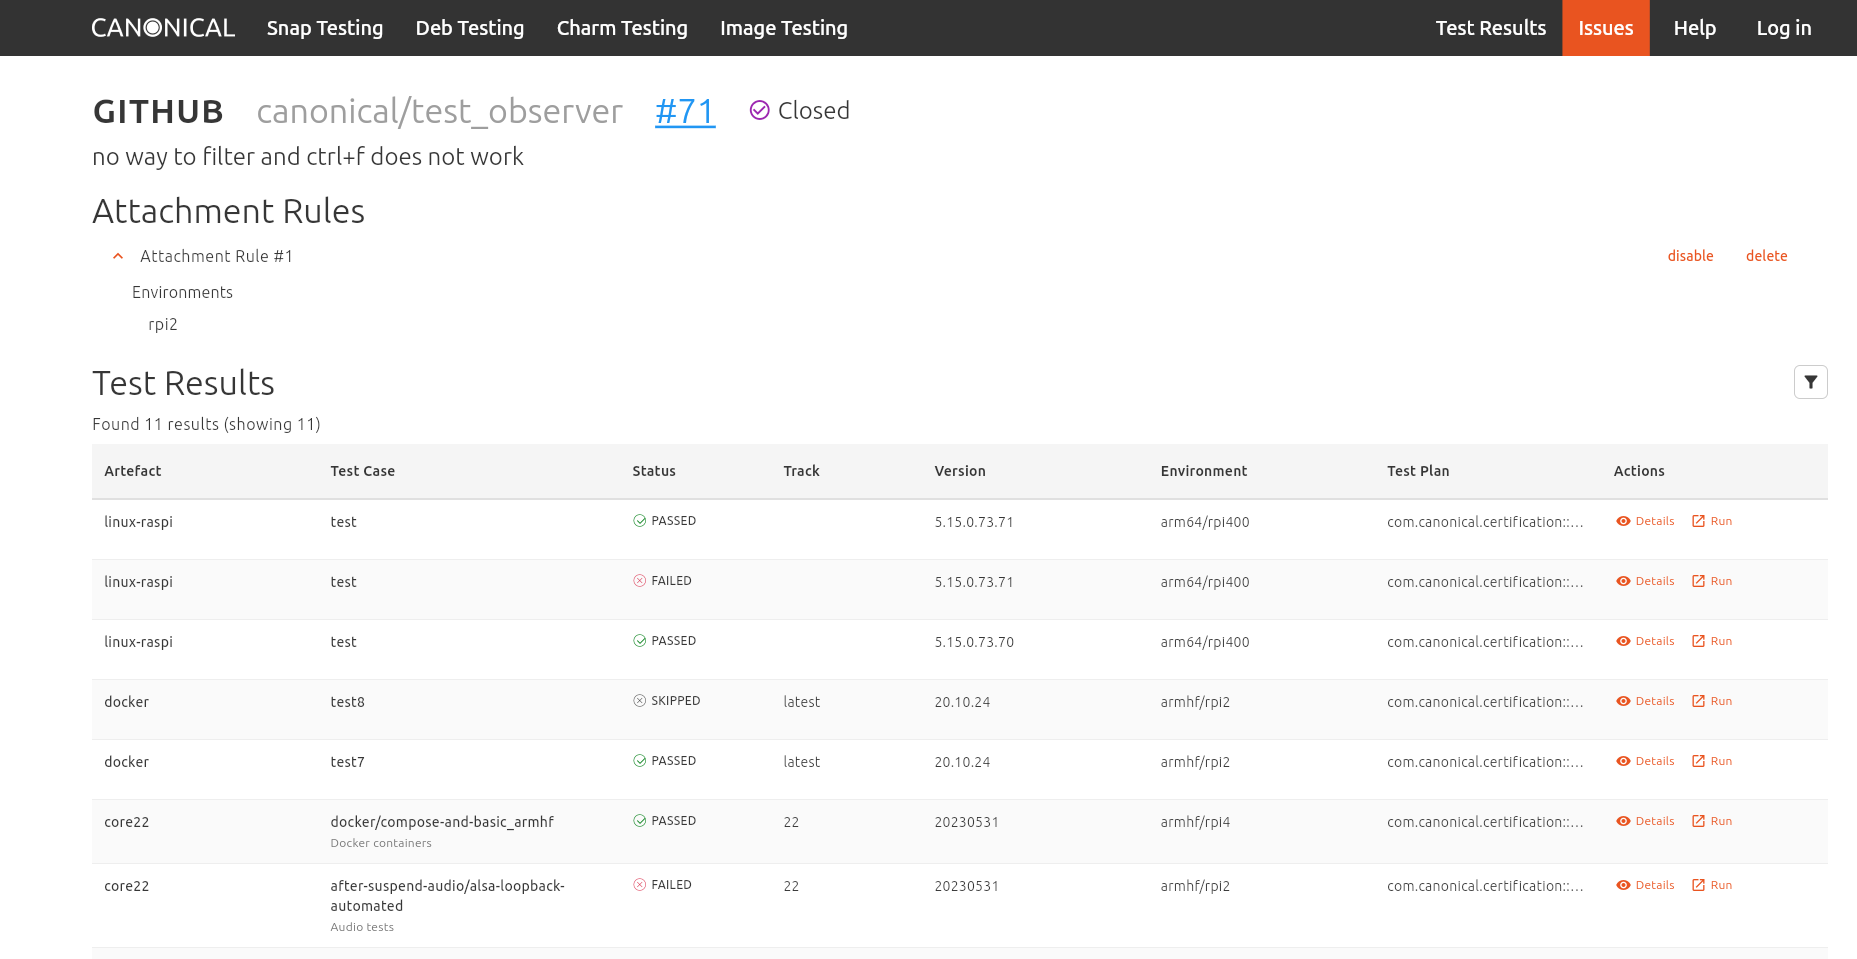 CANONICAL Snap Testing Deb Testing Charm Testing Image Testing Test Results Issues Help Log in
GITHUB canonical/test_observer #71 Closed
no way to filter and ctrl+f does not work
Attachment Rules
Attachment Rule #1 disable delete
Environments
rpi2
Test Results
Found 11 results (showing 11)
Artefact Test Case Status Track Version Environment Test Plan Actions
linux-raspi test PASSED 5.15.0.73.71 arm64/rpi400 com.canonical.certification::... Details Run
linux-raspi test FAILED 5.15.0.73.71 arm64/rpi400 com.canonical.certification::... Details Run
linux-raspi test PASSED 5.15.0.73.70 arm64/rpi400 com.canonical.certification::... Details Run
docker test8 SKIPPED latest 20.10.24 armhf/rpi2 com.canonical.certification::... Details Run
docker test7 PASSED latest 20.10.24 armhf/rpi2 com.canonical.certification::... Details Run
core22 docker/compose-and-basic_armhf PASSED 22 20230531 armhf/rpi4 com.canonical.certification::... Details Run
Docker containers
core22 after-suspend-audio/alsa-loopback- FAILED 22 20230531 armhf/rpi2 com.canonical.certification::... Details Run
automated
Audio tests